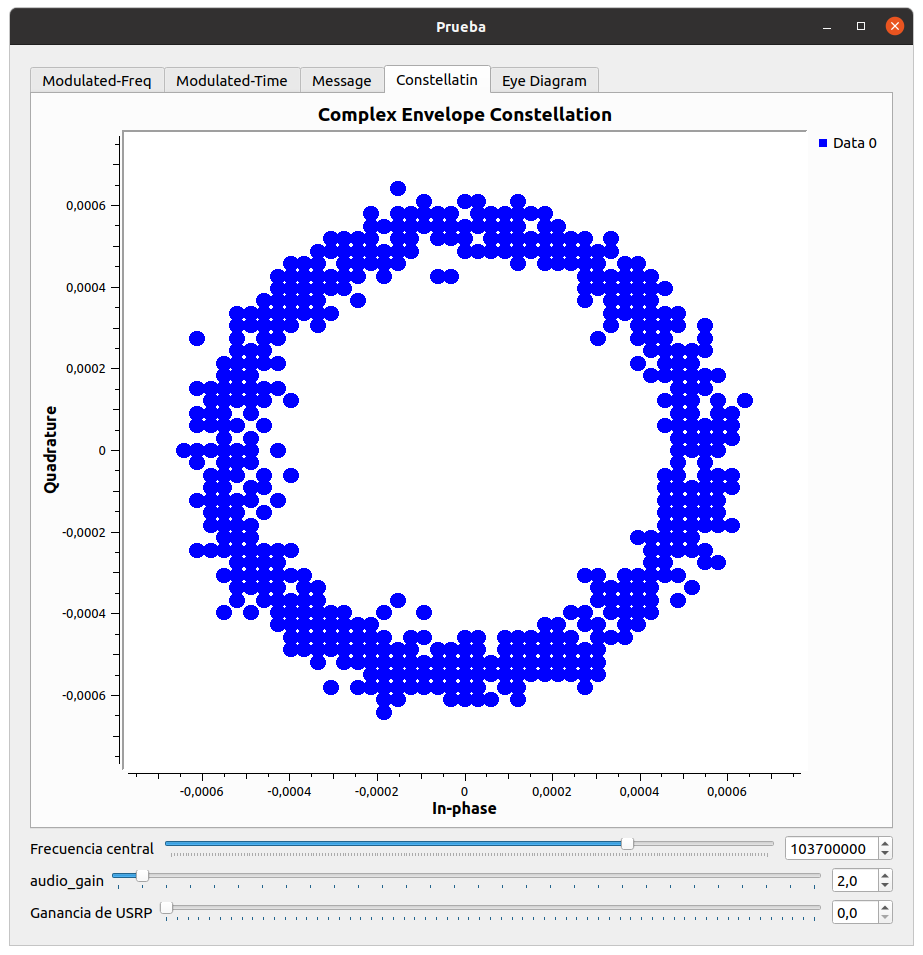 Prueba
Modulated-Freq Modulated-Time Message Constellatin Eye Diagram
Complex Envelope Constellation
Data 0
0,0006
0,0004
0,0002
0
-0,0002
-0,0004
-0,0006
Quadrature
-0,0006 -0,0004 -0,0002 0 0,0002 0,0004 0,0006
In-phase
Frecuencia central 103700000
audio_gain 2,0
Ganancia de USRP 0,0